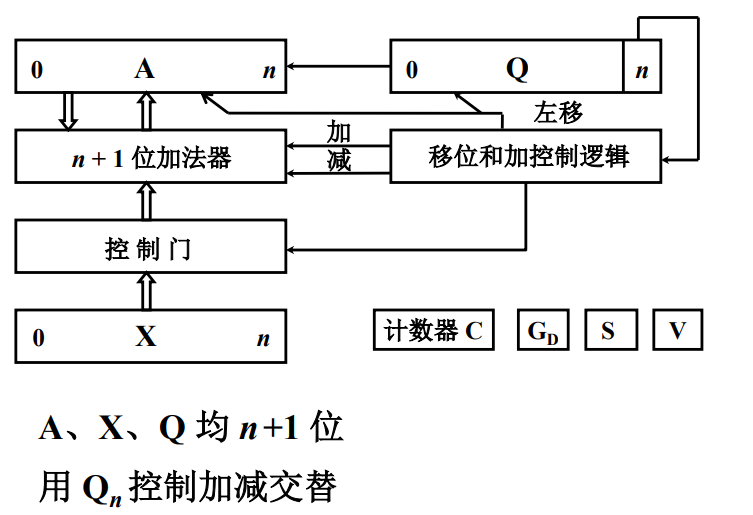 0 A n
0 Q n
左移
n + 1 位加法器
加
减
移位和加控制逻辑
控 制 门
0 X n
计数器 C
G_D
S
V
A、X、Q 均 n+1 位
用 Q_n 控制加减交替